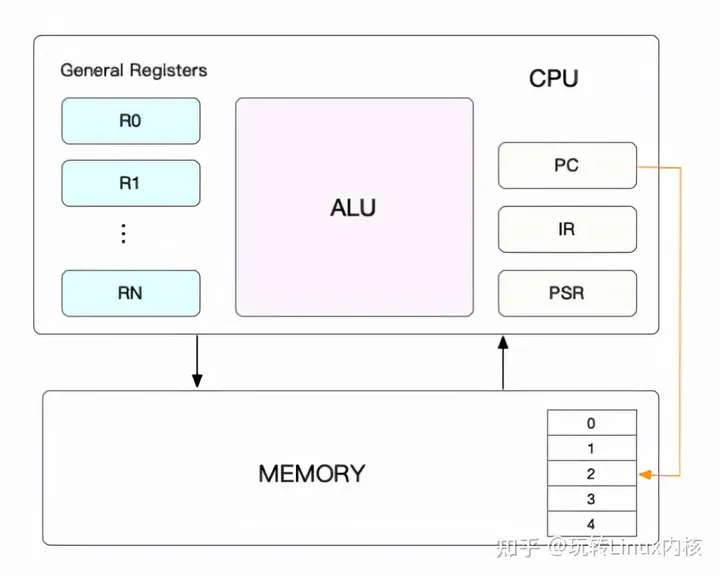 General Registers
CPU
R0
R1
⋮
RN
ALU
PC
IR
PSR
MEMORY
0
1
2
3
4
知乎 @玩转Linux内核